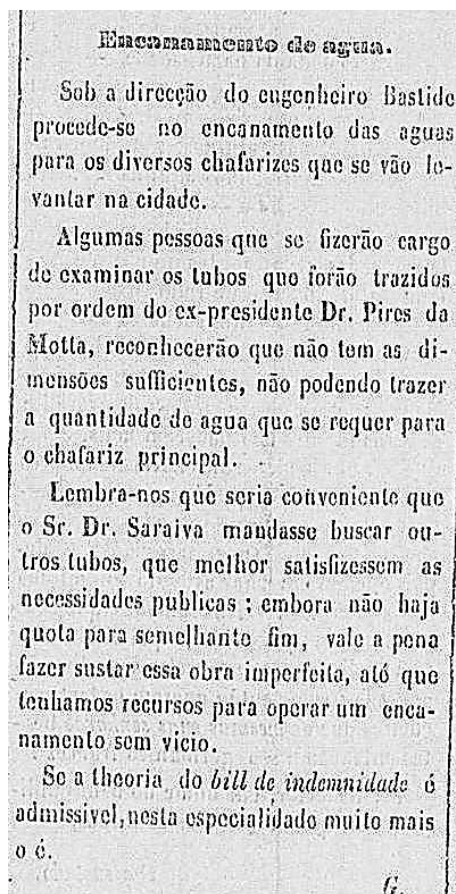 Encanamento de agua.
Sob a direcção do engenheiro Bastide
procede-se no encanamento das aguas
para os diversos chafarizes que se vão le-
vantar na cidade.
Algumas pessoas que se fizerão cargo
de examinar os tubos que forão trazidos
por ordem do ex-presidente Dr. Pires da
Motta, reconhecerão que não tem as di-
mensões sufficientes, não podendo trazer
a quantidade de agua que se requer para
o chafariz principal.
Lembra-nos que seria conveniente que
o Sr. Dr. Saraiva mandasse buscar ou-
tros tubos, que melhor satisfizessem as
necessidades publicas ; embora não haja
quota para semelhante fim, vale a pena
fazer sustar essa obra imperfeita, até que
tenhamos recursos para operar um enca-
namento sem vicio.
Se a theoria do bill de indemnidade é
admissivel, nesta especialidade muito mais
o é.
G.